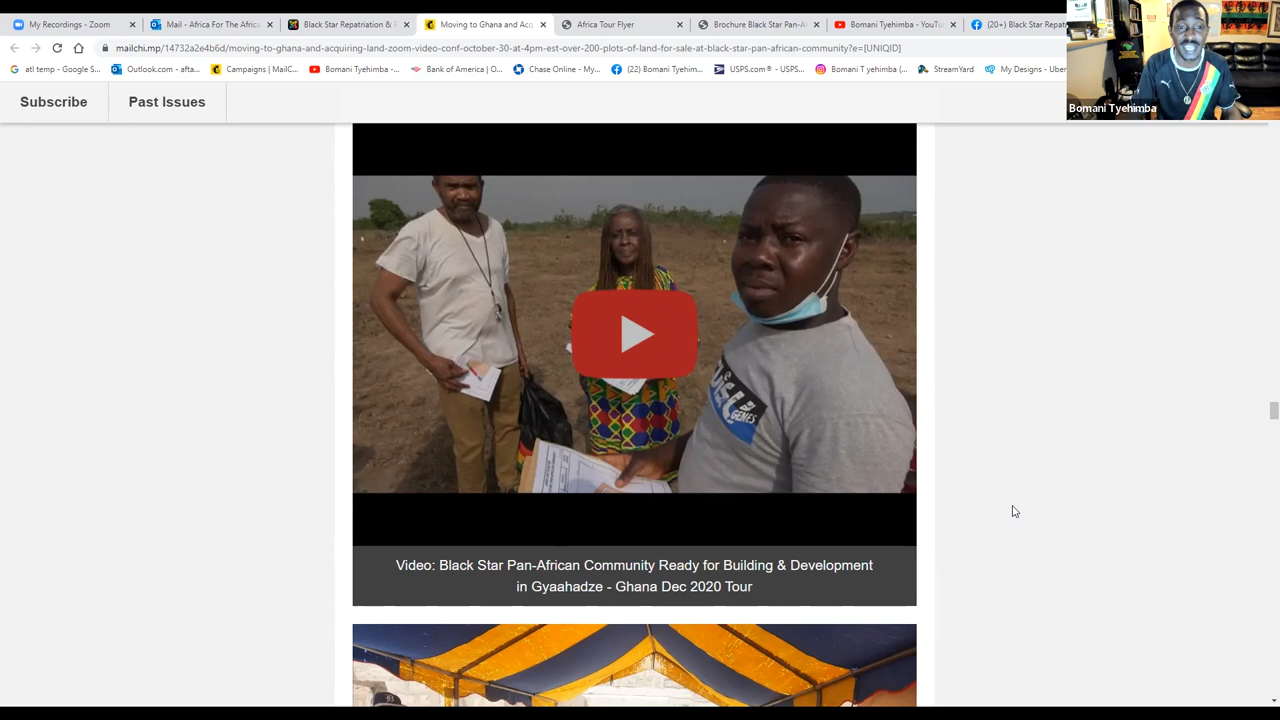 My Recordings - Zoom
Mail - Africa For The Africa
Black Star Repatriation & I
Moving to Ghana and Acq
Africa Tour Flyer
Brochure Black Star Pan-A
Bomani Tyehimba - YouTu
(20+) Black Star Repat
mailchi.mp/14732a2e4b6d/moving-to-ghana-and-acquiring-land-zoom-video-conf-october-30-at-4pm-est-over-200-plots-of-land-for-sale-at-black-star-pan-african-community?e=[UNIQID]
atl temp - Google S...
Outlook.com - afta...
Campaigns | MailC...
Bomani Tyehimba -...
Bank of America | O...
Chase Online - My...
(22) Bomani Tyehim...
USPS.com® - USPS...
Bomani T yehimba (...
StreamYard
My Designs - Uber
Bomani Tyehimba
Subscribe
Past Issues
GENES
Video: Black Star Pan-African Community Ready for Building & Development
in Gyaahadze - Ghana Dec 2020 Tour